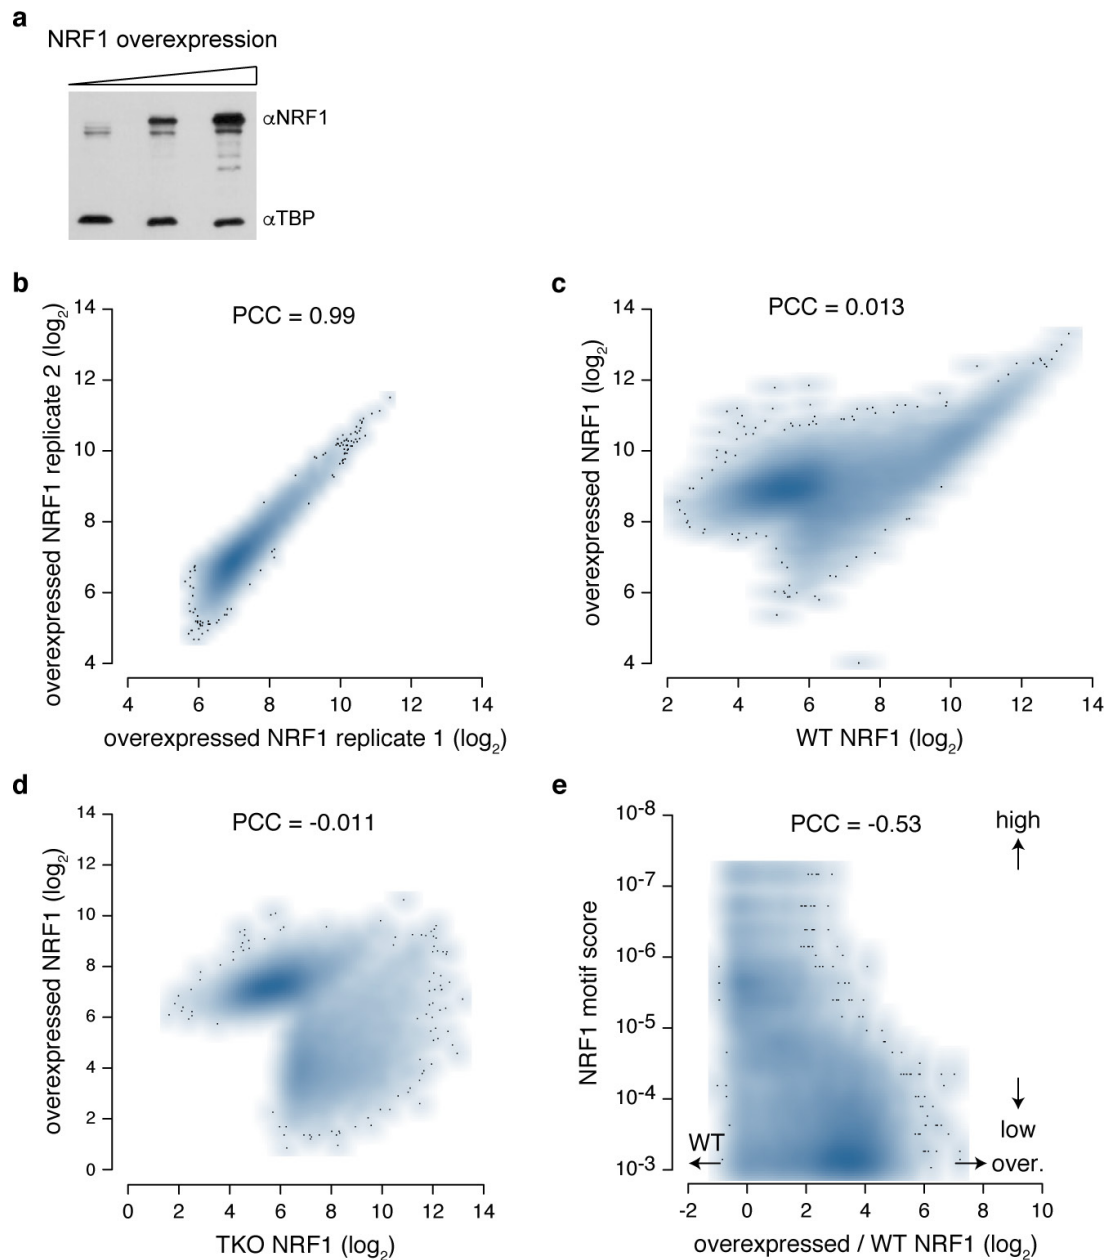 a
NRF1 overexpression
αNRF1
αTBP
b
PCC = 0.99
overexpressed NRF1 replicate 2 (log2)
14
12
10
8
6
4
4 6 8 10 12 14
overexpressed NRF1 replicate 1 (log2)
c
PCC = 0.013
overexpressed NRF1 (log2)
14
12
10
8
6
4
2 4 6 8 10 12 14
WT NRF1 (log2)
d
PCC = -0.011
overexpressed NRF1 (log2)
14
12
10
8
6
4
2
0
0 2 4 6 8 10 12 14
TKO NRF1 (log2)
e
PCC = -0.53
NRF1 motif score
10-8
10-7
10-6
10-5
10-4
10-3
high
low
WT
over.
-2 0 2 4 6 8 10
overexpressed / WT NRF1 (log2)